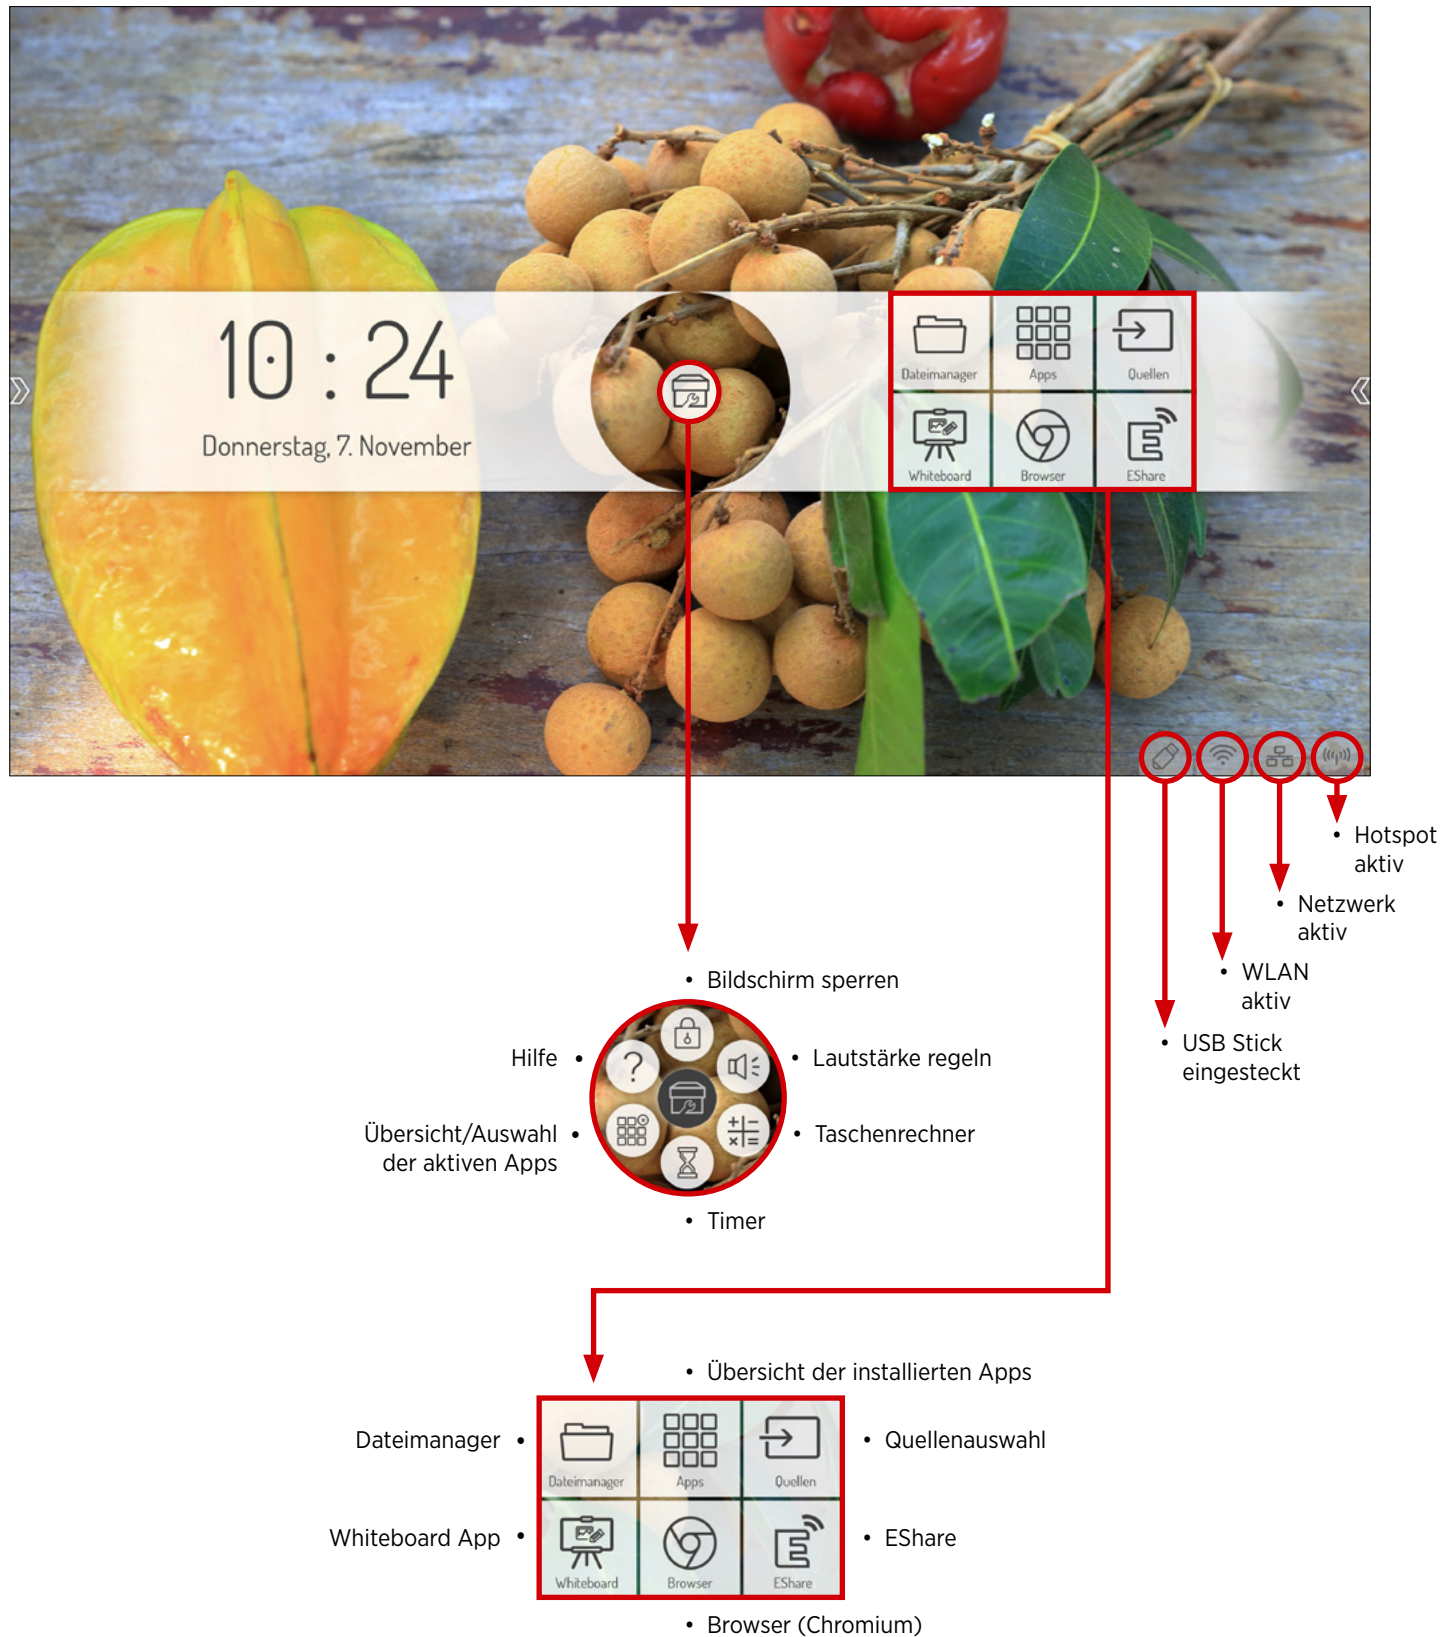 10 : 24
Donnerstag, 7. November
Dateimanager
Apps
Quellen
Whiteboard
Browser
EShare
• Hotspot
aktiv
• Netzwerk
aktiv
• WLAN
aktiv
• USB Stick
eingesteckt
• Bildschirm sperren
Hilfe •
• Lautstärke regeln
Übersicht/Auswahl •
der aktiven Apps
• Taschenrechner
• Timer
• Übersicht der installierten Apps
Dateimanager •
• Quellenauswahl
Dateimanager
Apps
Quellen
Whiteboard App •
• EShare
Whiteboard
Browser
EShare
• Browser (Chromium)